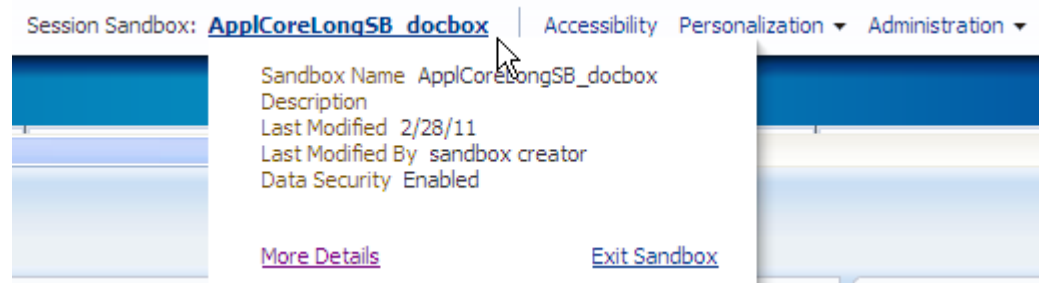 Session Sandbox: ApplCoreLongSB_docbox Accessibility Personalization Administration
Sandbox Name ApplCoreLongSB_docbox
Description
Last Modified 2/28/11
Last Modified By sandbox creator
Data Security Enabled
More Details Exit Sandbox